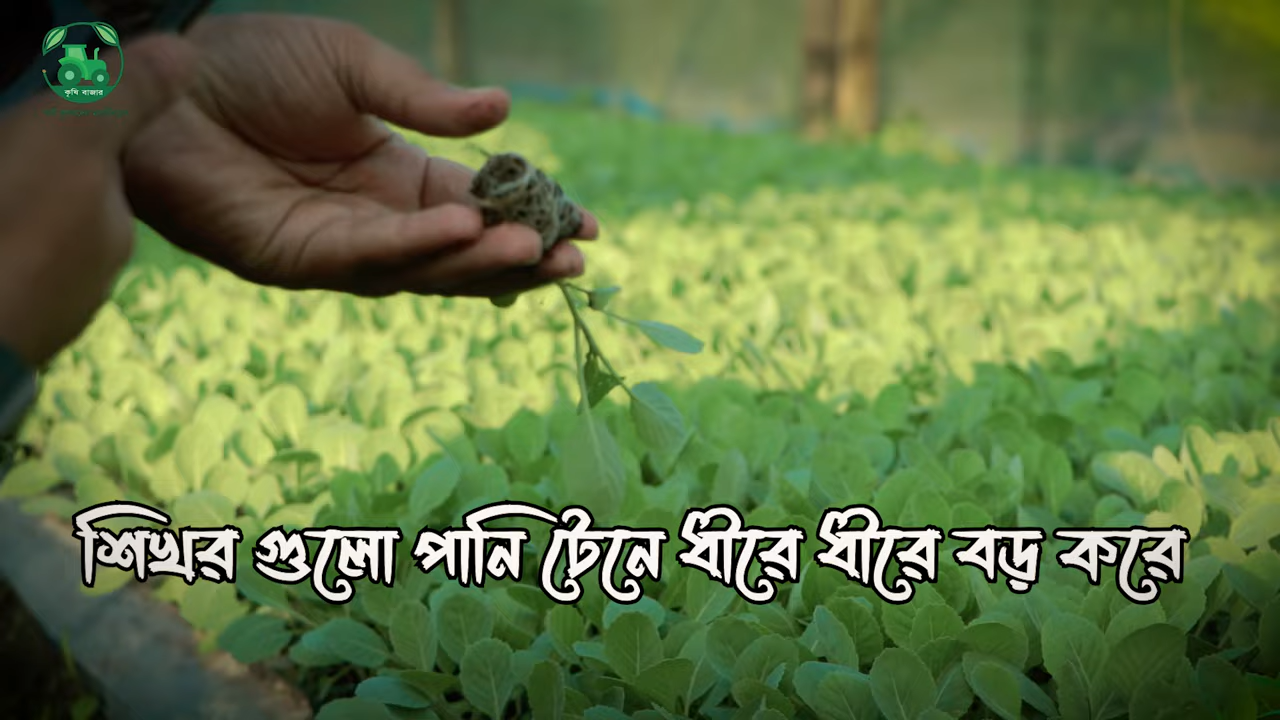 কৃষি বাজার
শিখর গুলো পানি টেনে ধীরে ধীরে বড় করে